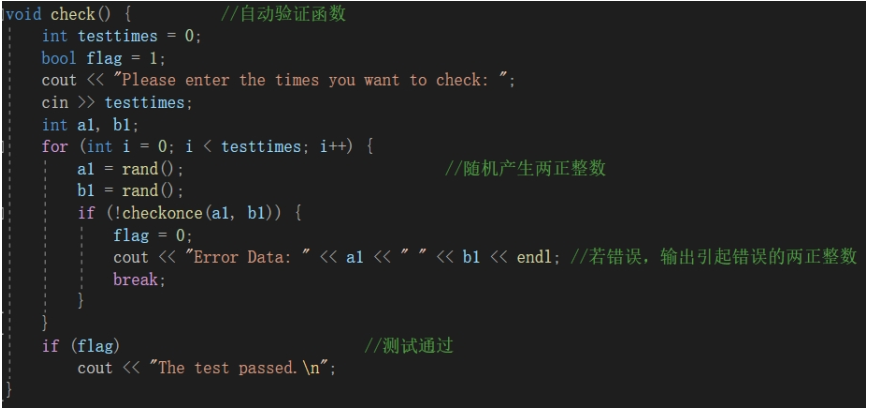 void check() {          //自动验证函数
    int testtimes = 0;
    bool flag = 1;
    cout << "Please enter the times you want to check: ";
    cin >> testtimes;
    int a1, b1;
    for (int i = 0; i < testtimes; i++) {
        a1 = rand();                              //随机产生两正整数
        b1 = rand();
        if (!checkonce(a1, b1)) {
            flag = 0;
            cout << "Error Data: " << a1 << " " << b1 << endl; //若错误，输出引起错误的两正整数
            break;
        }
    }
    if (flag)                            //测试通过
        cout << "The test passed.\n";
}